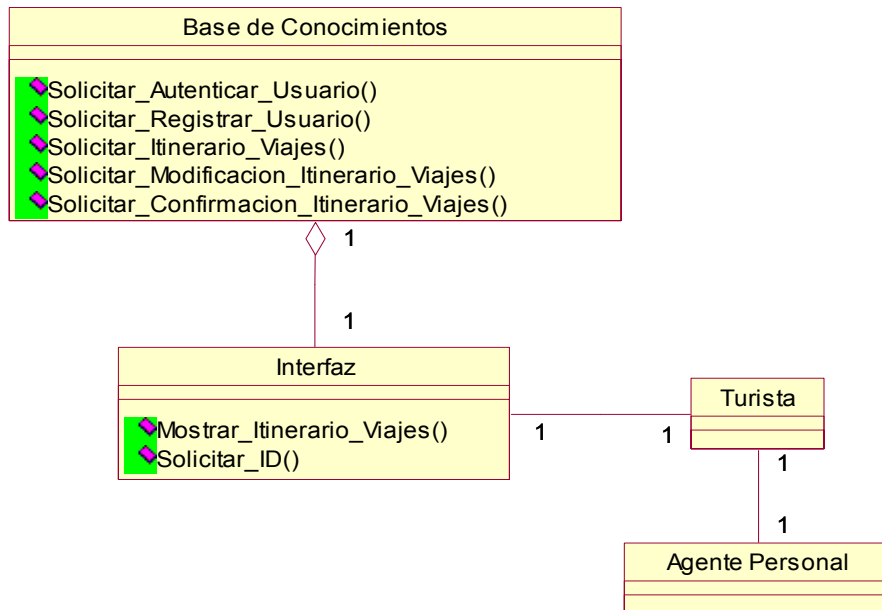 Base de Conocimientos
Solicitar_Autenticar_Usuario()
Solicitar_Registrar_Usuario()
Solicitar_Itinerario_Viajes()
Solicitar_Modificacion_Itinerario_Viajes()
Solicitar_Confirmacion_Itinerario_Viajes()
1
1
Interfaz
Mostrar_Itinerario_Viajes()
Solicitar_ID()
1
1
Turista
1
1
Agente Personal